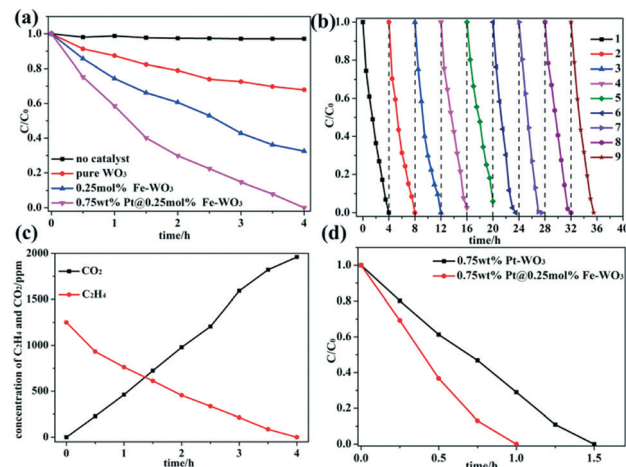 (a)
1.0
0.8
0.6
0.4
0.2
0.0
C/C₀
no catalyst
pure WO₃
0.25mol% Fe-WO₃
0.75wt% Pt@0.25mol% Fe-WO₃
0 1 2 3 4
time/h
(b)
1.0
0.8
0.6
0.4
0.2
0.0
C/C₀
1
2
3
4
5
6
7
8
9
0 4 8 12 16 20 24 28 32 36 40
time/h
(c)
2000
1500
1000
500
0
concentration of C₂H₄ and CO₂/ppm
CO₂
C₂H₄
0 1 2 3 4
time/h
(d)
1.0
0.8
0.6
0.4
0.2
0.0
C/C₀
0.75wt% Pt-WO₃
0.75wt% Pt@0.25mol% Fe-WO₃
0.0 0.5 1.0 1.5
time/h